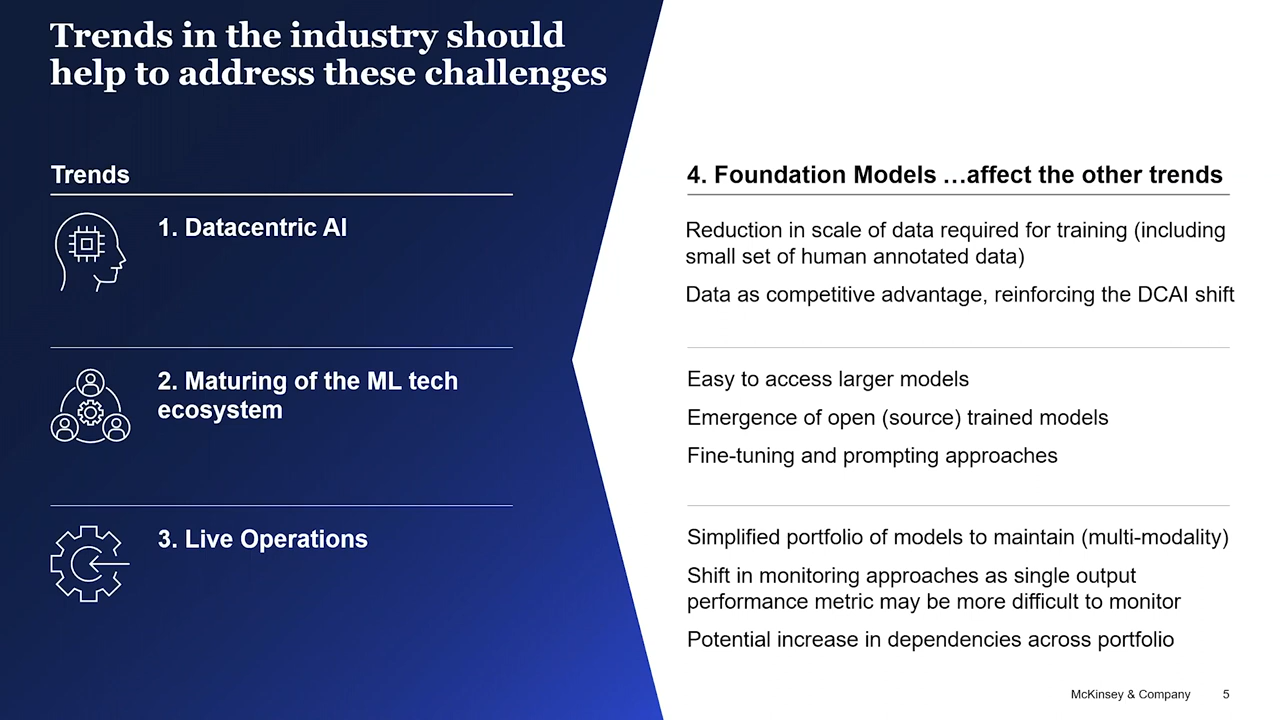 Trends in the industry should
help to address these challenges
Trends
1. Datacentric AI
2. Maturing of the ML tech
ecosystem
3. Live Operations
4. Foundation Models …affect the other trends
Reduction in scale of data required for training (including
small set of human annotated data)
Data as competitive advantage, reinforcing the DCAI shift
Easy to access larger models
Emergence of open (source) trained models
Fine-tuning and prompting approaches
Simplified portfolio of models to maintain (multi-modality)
Shift in monitoring approaches as single output
performance metric may be more difficult to monitor
Potential increase in dependencies across portfolio
McKinsey & Company 5